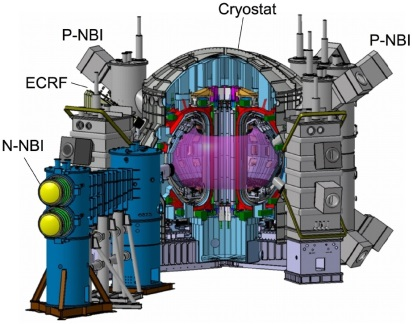 Cryostat
P-NBI
P-NBI
ECRF
N-NBI